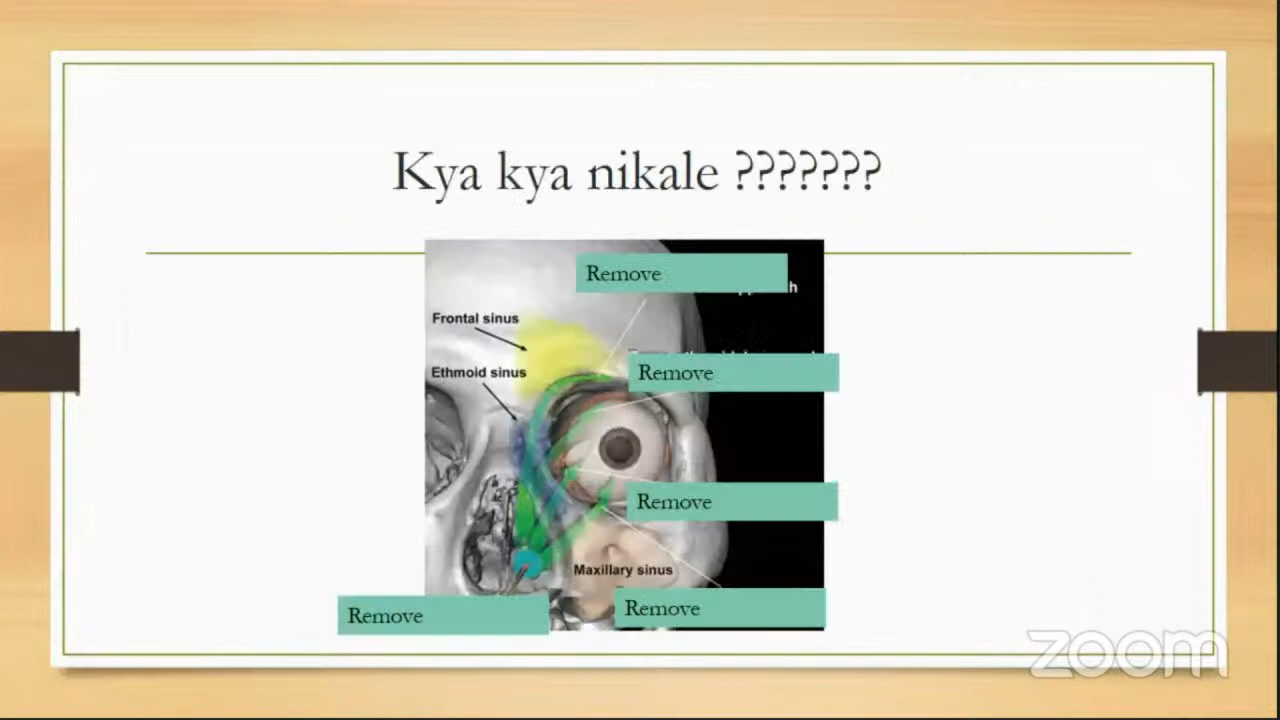 Kya kya nikale ???????
Remove
Frontal sinus
Remove
Ethmoid sinus
Remove
Maxillary sinus
Remove
Remove
zoom